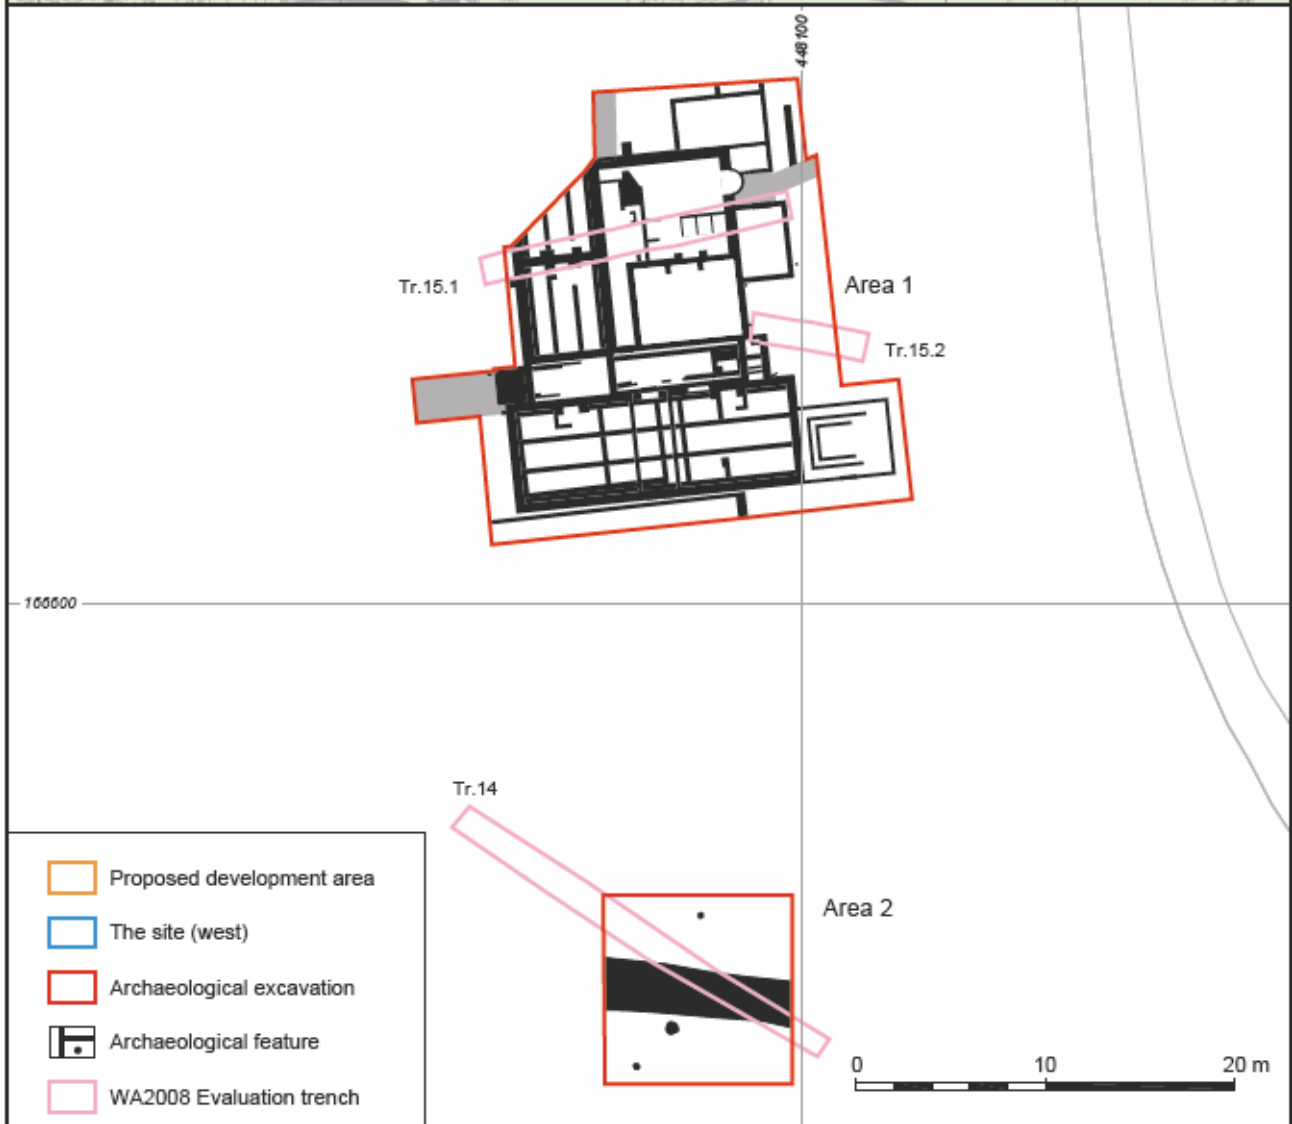 448100
Tr.15.1
Area 1
Tr.15.2
166600
Tr.14
Area 2
Proposed development area
The site (west)
Archaeological excavation
Archaeological feature
WA2008 Evaluation trench
0 10 20 m